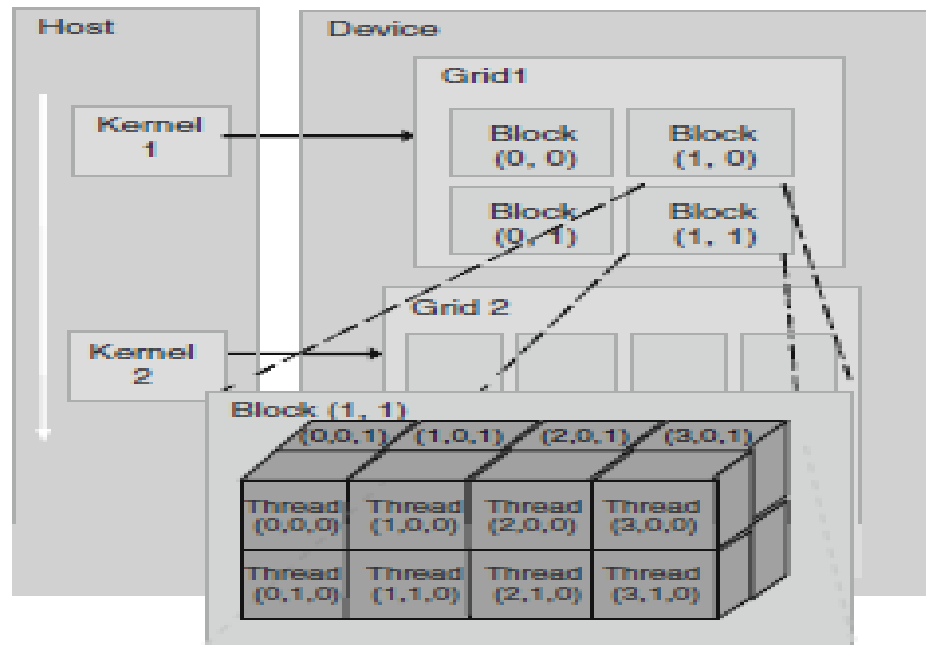 Host
Device
Grid1
Kernel
1
Block
(0, 0)
Block
(1, 0)
Block
(0, 1)
Block
(1, 1)
Grid 2
Kernel
2
Block (1, 1)
(0,0,1) (1,0,1) (2,0,1) (3,0,1)
Thread
(0,0,0)
Thread
(1,0,0)
Thread
(2,0,0)
Thread
(3,0,0)
Thread
(0,1,0)
Thread
(1,1,0)
Thread
(2,1,0)
Thread
(3,1,0)